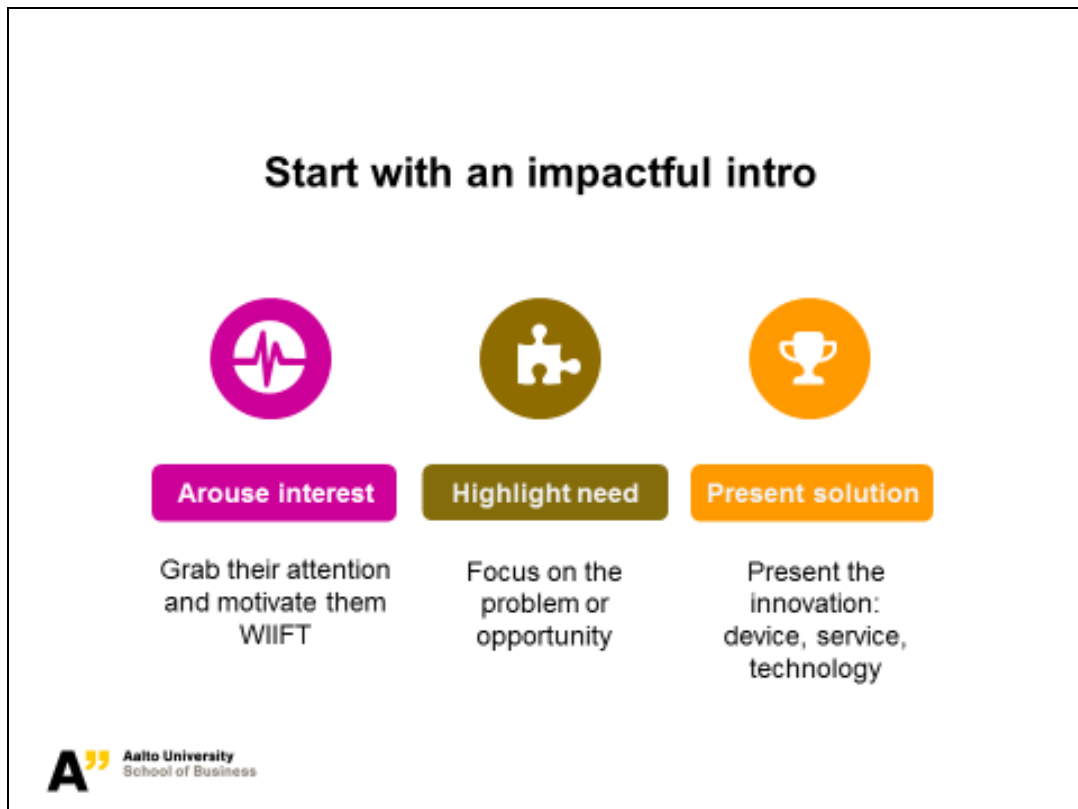 Start with an impactful intro
Arouse interest
Grab their attention
and motivate them
WIIFT
Highlight need
Focus on the
problem or
opportunity
Present solution
Present the
innovation:
device, service,
technology
A”
Aalto University
School of Business